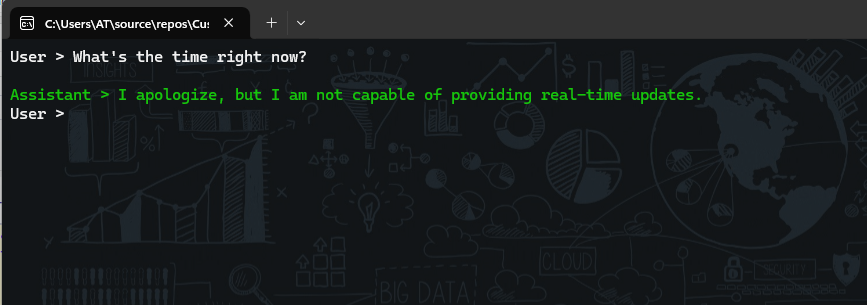 C:\Users\AT\source\repos\Cus
User > What's the time right now?
Assistant > I apologize, but I am not capable of providing real-time updates.
User >
INSIGHTS
%
?
$
X
Y
CLOUD
SECURITY
BIG DATA